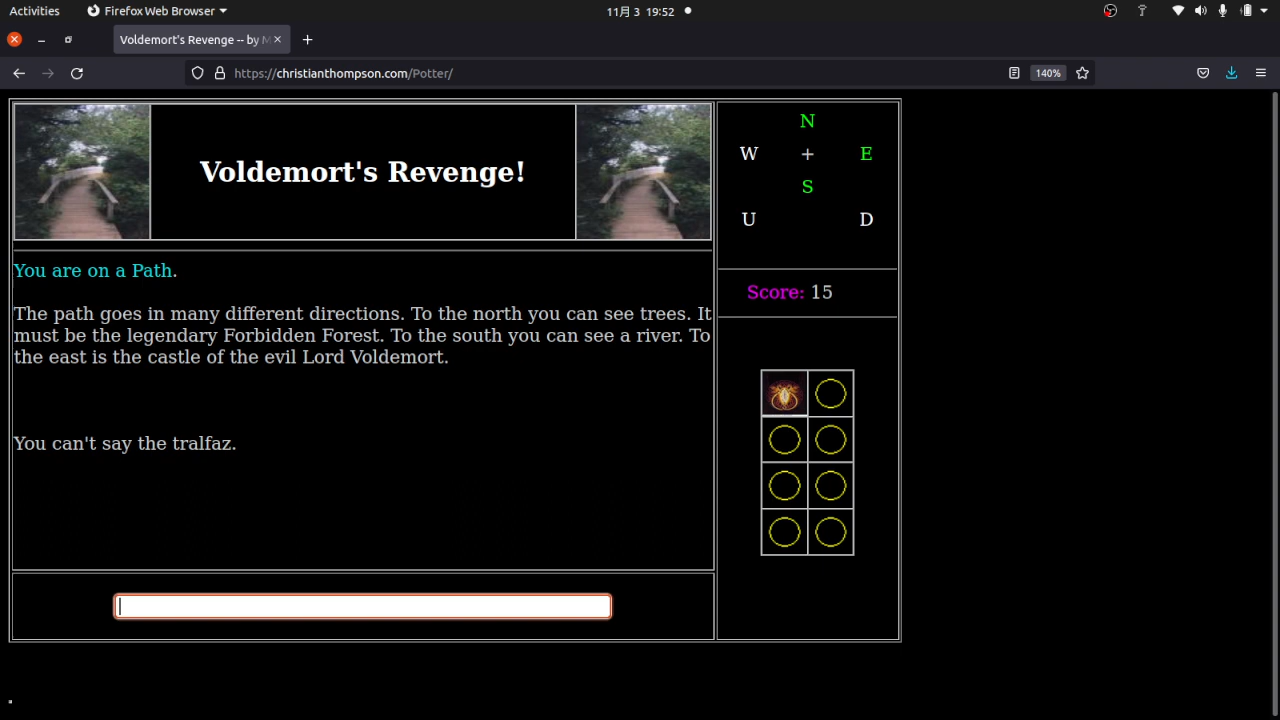 Activities
Firefox Web Browser
11月 3 19:52
Voldemort's Revenge -- by M
https://christianthompson.com/Potter/
140%
Voldemort's Revenge!
N
W + E
S
U D
Score: 15
You are on a Path.
The path goes in many different directions. To the north you can see trees. It
must be the legendary Forbidden Forest. To the south you can see a river. To
the east is the castle of the evil Lord Voldemort.
You can't say the tralfaz.